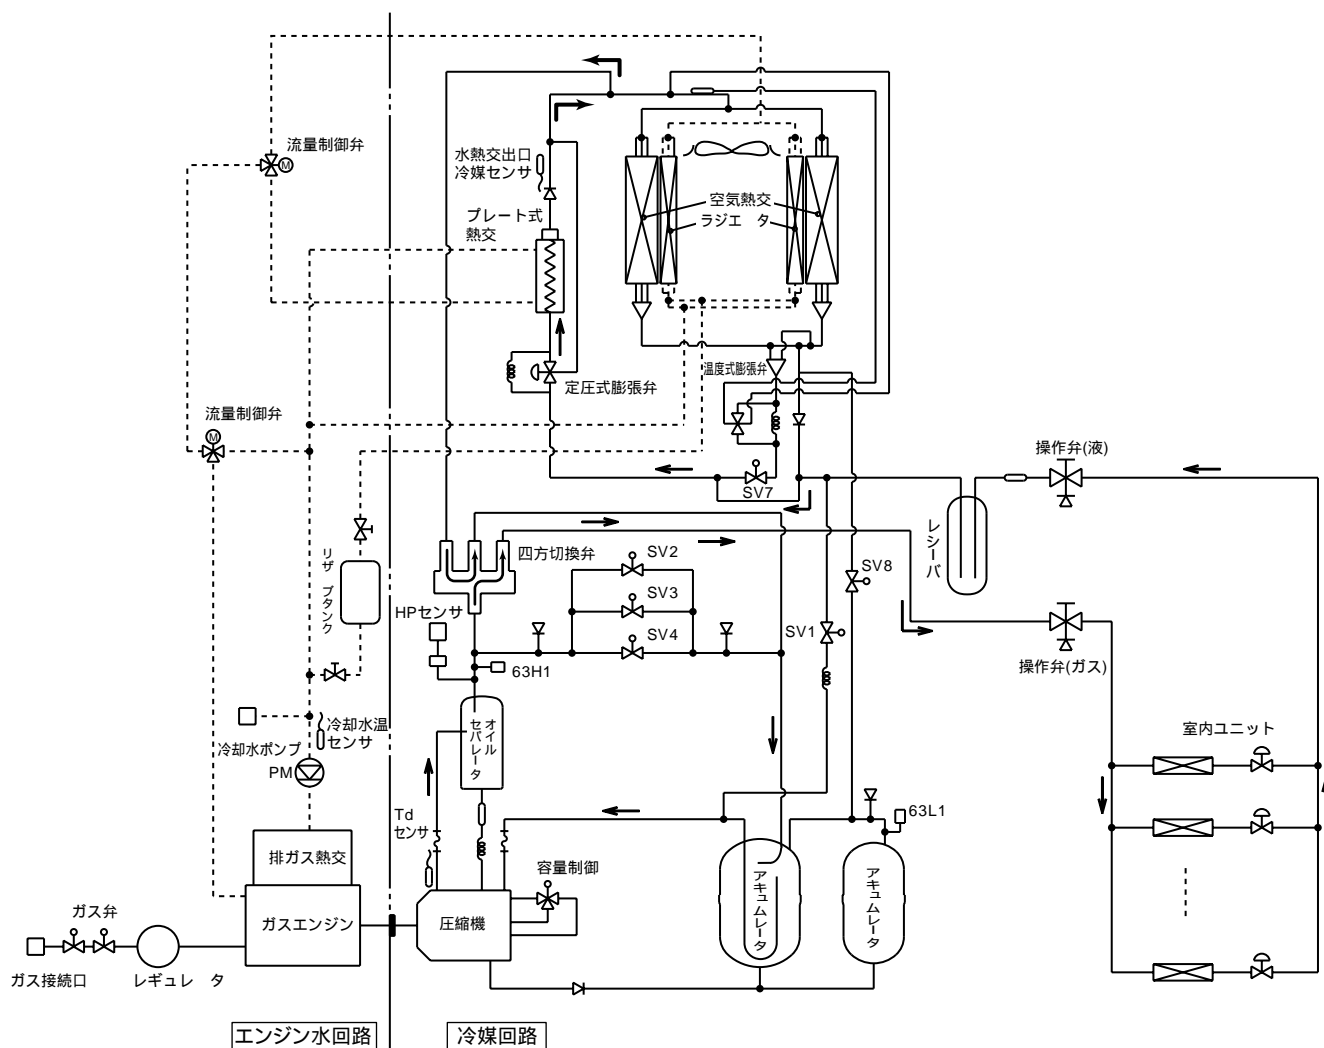 流量制御弁
M
水熱交出口
冷媒センサ
プレート式
熱交
空気熱交
ラジエ タ
温度式膨張弁
定圧式膨張弁
流量制御弁
M
操作弁(液)
SV7
レシーバ
四方切換弁
SV2
SV8
リザ ブタンク
SV3
HPセンサ
SV4
SV1
63H1
操作弁(ガス)
冷却水温
センサ
オイル
セパレータ
室内ユニット
冷却水ポンプ
PM
Td
センサ
63L1
排ガス熱交
容量制御
アキュムレータ
アキュムレータ
ガス弁
ガスエンジン
圧縮機
ガス接続口
レギュレ タ
エンジン水回路
冷媒回路